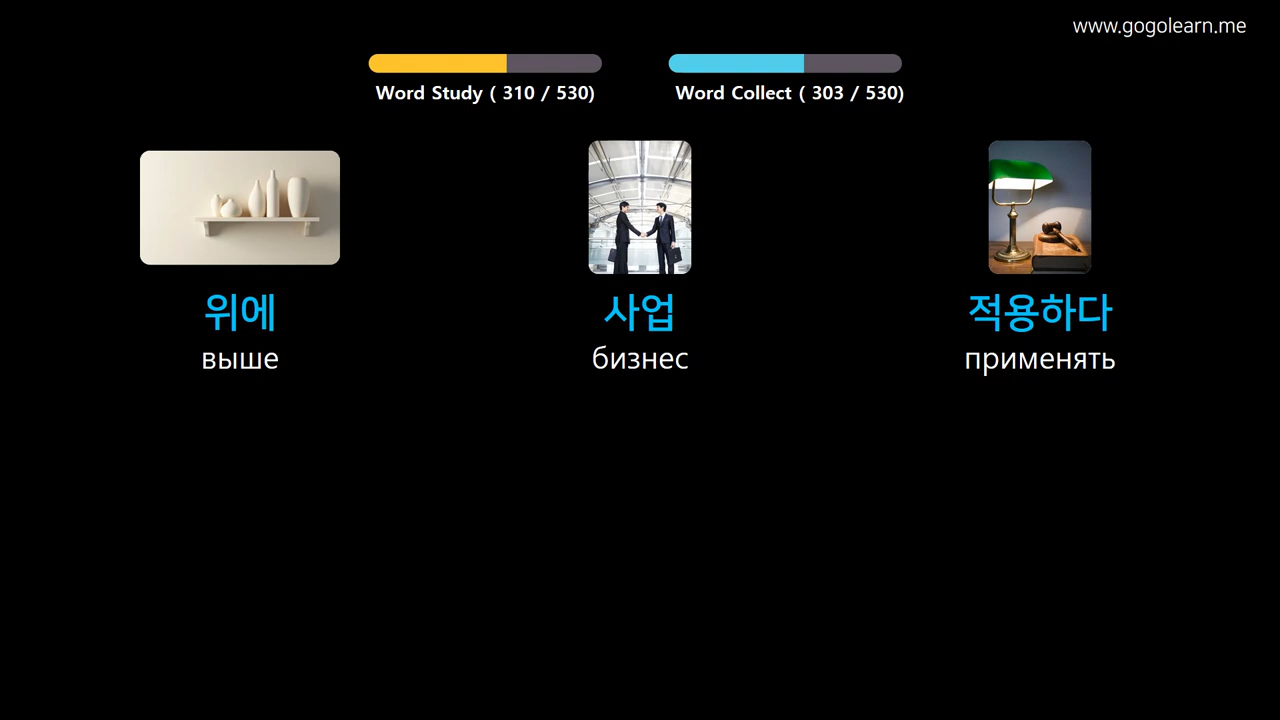 www.gogolearn.me
Word Study ( 310 / 530)
Word Collect ( 303 / 530)
위에
выше
사업
бизнес
적용하다
применять